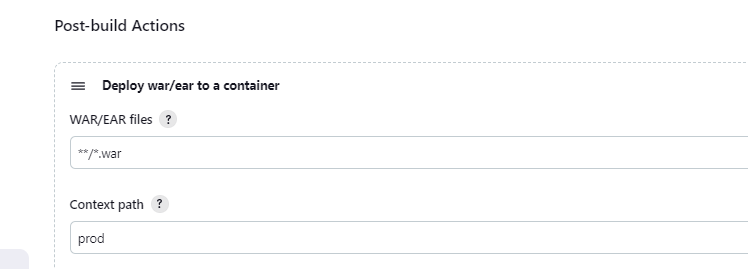 Post-build Actions
Deploy war/ear to a container
WAR/EAR files ?
**/*.war
Context path ?
prod